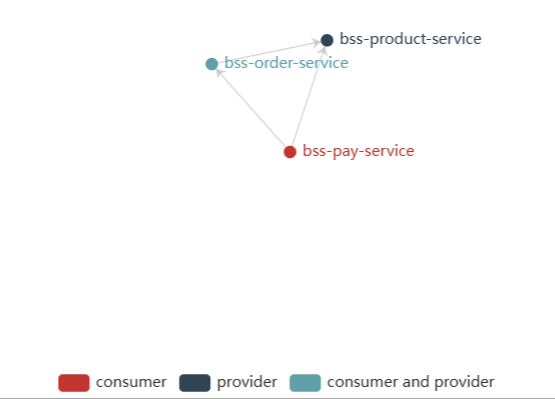 bss-product-service
bss-order-service
bss-pay-service
consumer provider consumer and provider